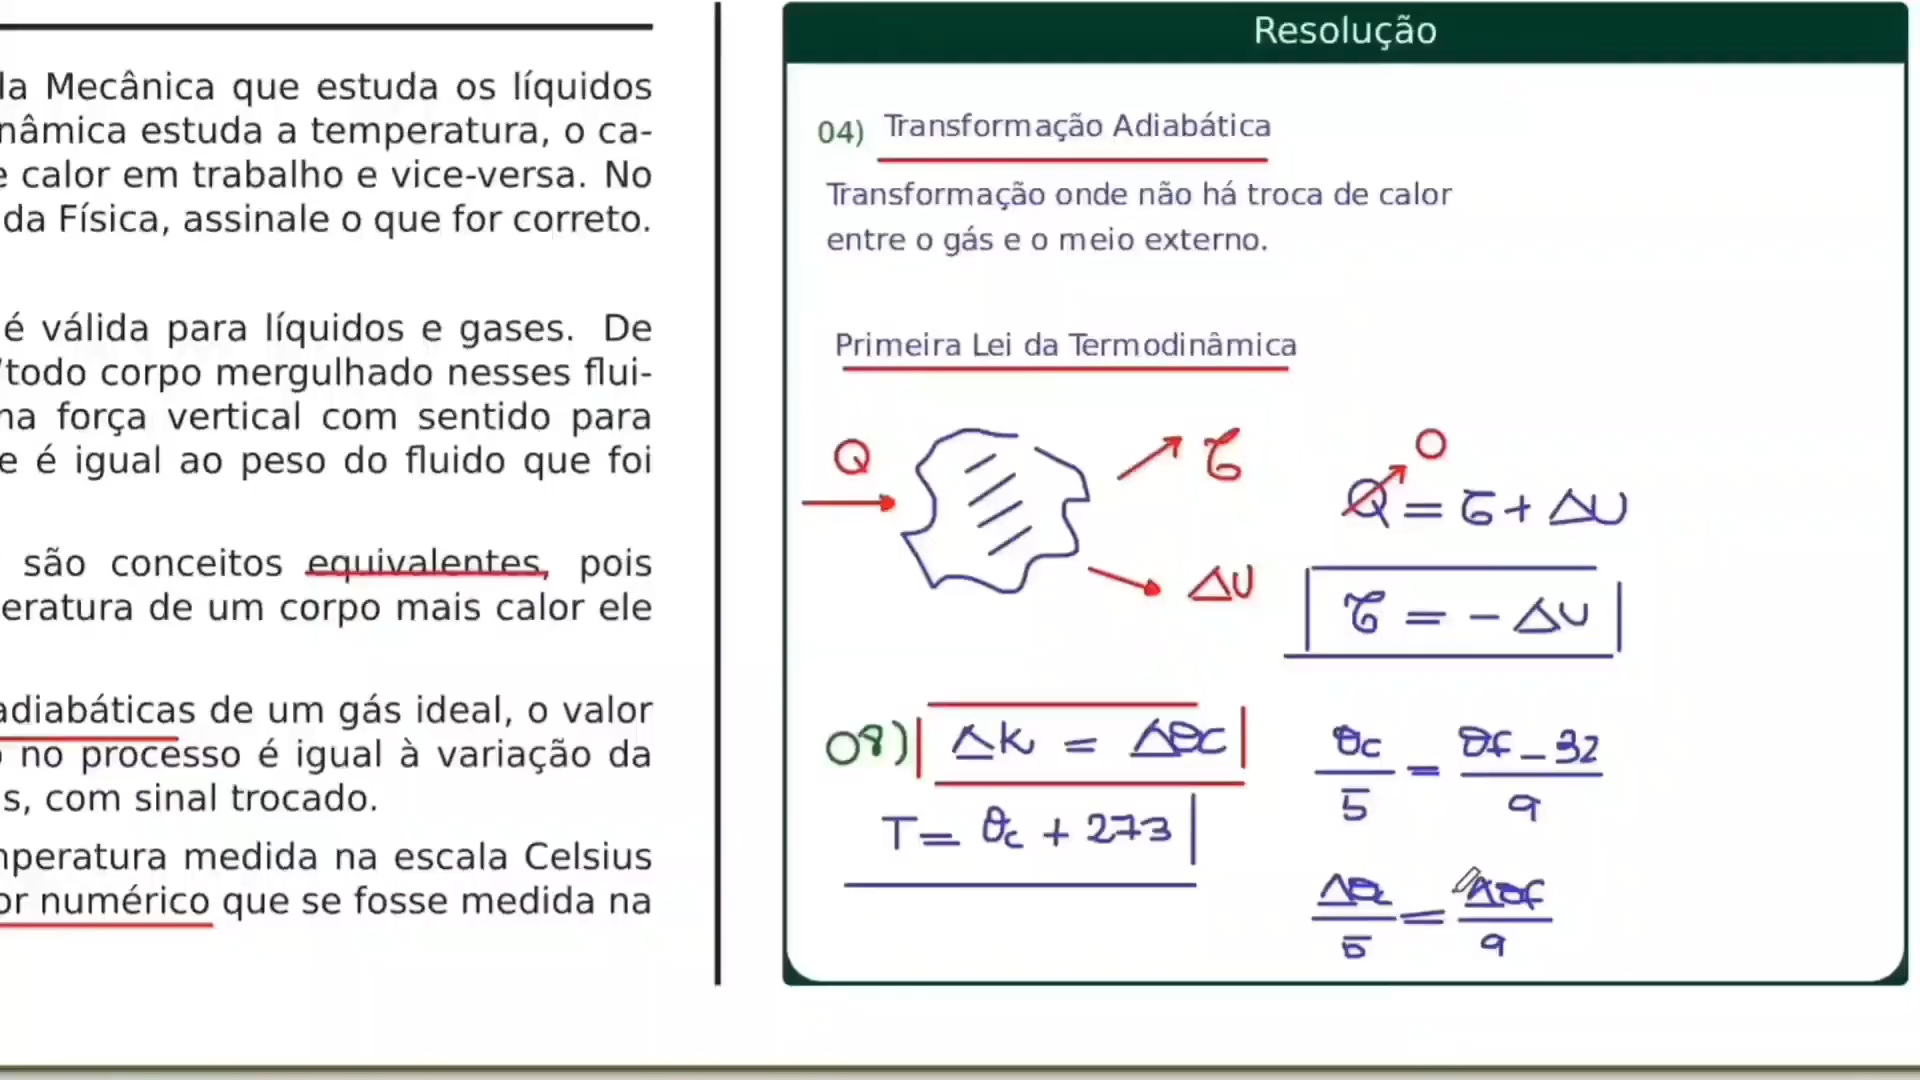 la Mecânica que estuda os líquidos
nâmica estuda a temperatura, o ca-
e calor em trabalho e vice-versa. No
da Física, assinale o que for correto.
é válida para líquidos e gases. De
"todo corpo mergulhado nesses flui-
ma força vertical com sentido para
e é igual ao peso do fluido que foi
são conceitos equivalentes, pois
eratura de um corpo mais calor ele
adiabáticas de um gás ideal, o valor
o no processo é igual à variação da
s, com sinal trocado.
mperatura medida na escala Celsius
or numérico que se fosse medida na
Resolução
04) Transformação Adiabática
Transformação onde não há troca de calor
entre o gás e o meio externo.
Primeira Lei da Termodinâmica
Q
τ
ΔU
0
Q = τ + ΔU
τ = - ΔU
08) ΔK = ΔθC
T = θc + 273
θc/5 = θf - 32/9
Δθc/5 = Δθf/9